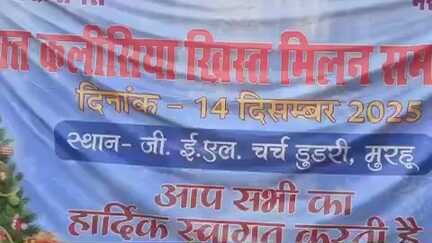 कलीसिया ख्रिस्त मिलन
दिनांक – 14 दिसम्बर 2025
स्थान- जी. ई.एल. चर्च डुडरी, मुरहू
आप सभी का
हार्दिक स्वागत करती है